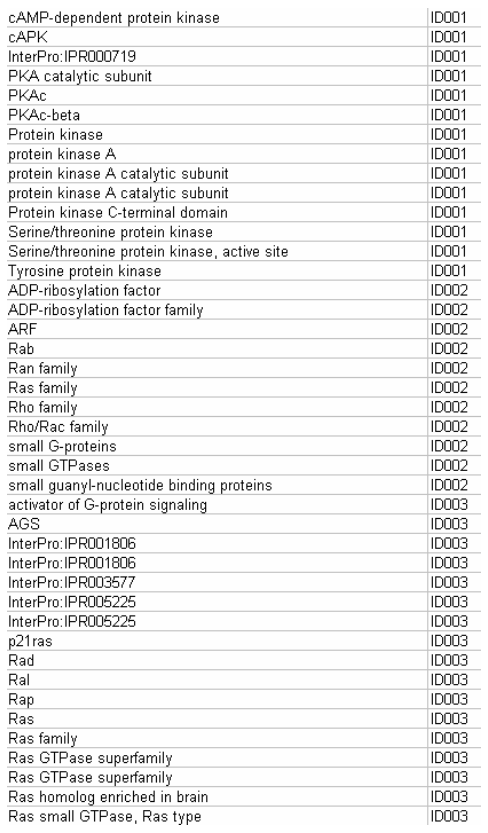 cAMP-dependent protein kinase ID001
cAPK ID001
InterPro:IPR000719 ID001
PKA catalytic subunit ID001
PKAc ID001
PKAc-beta ID001
Protein kinase ID001
protein kinase A ID001
protein kinase A catalytic subunit ID001
protein kinase A catalytic subunit ID001
Protein kinase C-terminal domain ID001
Serine/threonine protein kinase ID001
Serine/threonine protein kinase, active site ID001
Tyrosine protein kinase ID001
ADP-ribosylation factor ID002
ADP-ribosylation factor family ID002
ARF ID002
Rab ID002
Ran family ID002
Ras family ID002
Rho family ID002
Rho/Rac family ID002
small G-proteins ID002
small GTPases ID002
small guanyl-nucleotide binding proteins ID002
activator of G-protein signaling ID003
AGS ID003
InterPro:IPR001806 ID003
InterPro:IPR001806 ID003
InterPro:IPR003577 ID003
InterPro:IPR005225 ID003
InterPro:IPR005225 ID003
p21ras ID003
Rad ID003
Ral ID003
Rap ID003
Ras ID003
Ras family ID003
Ras GTPase superfamily ID003
Ras GTPase superfamily ID003
Ras homolog enriched in brain ID003
Ras small GTPase, Ras type ID003